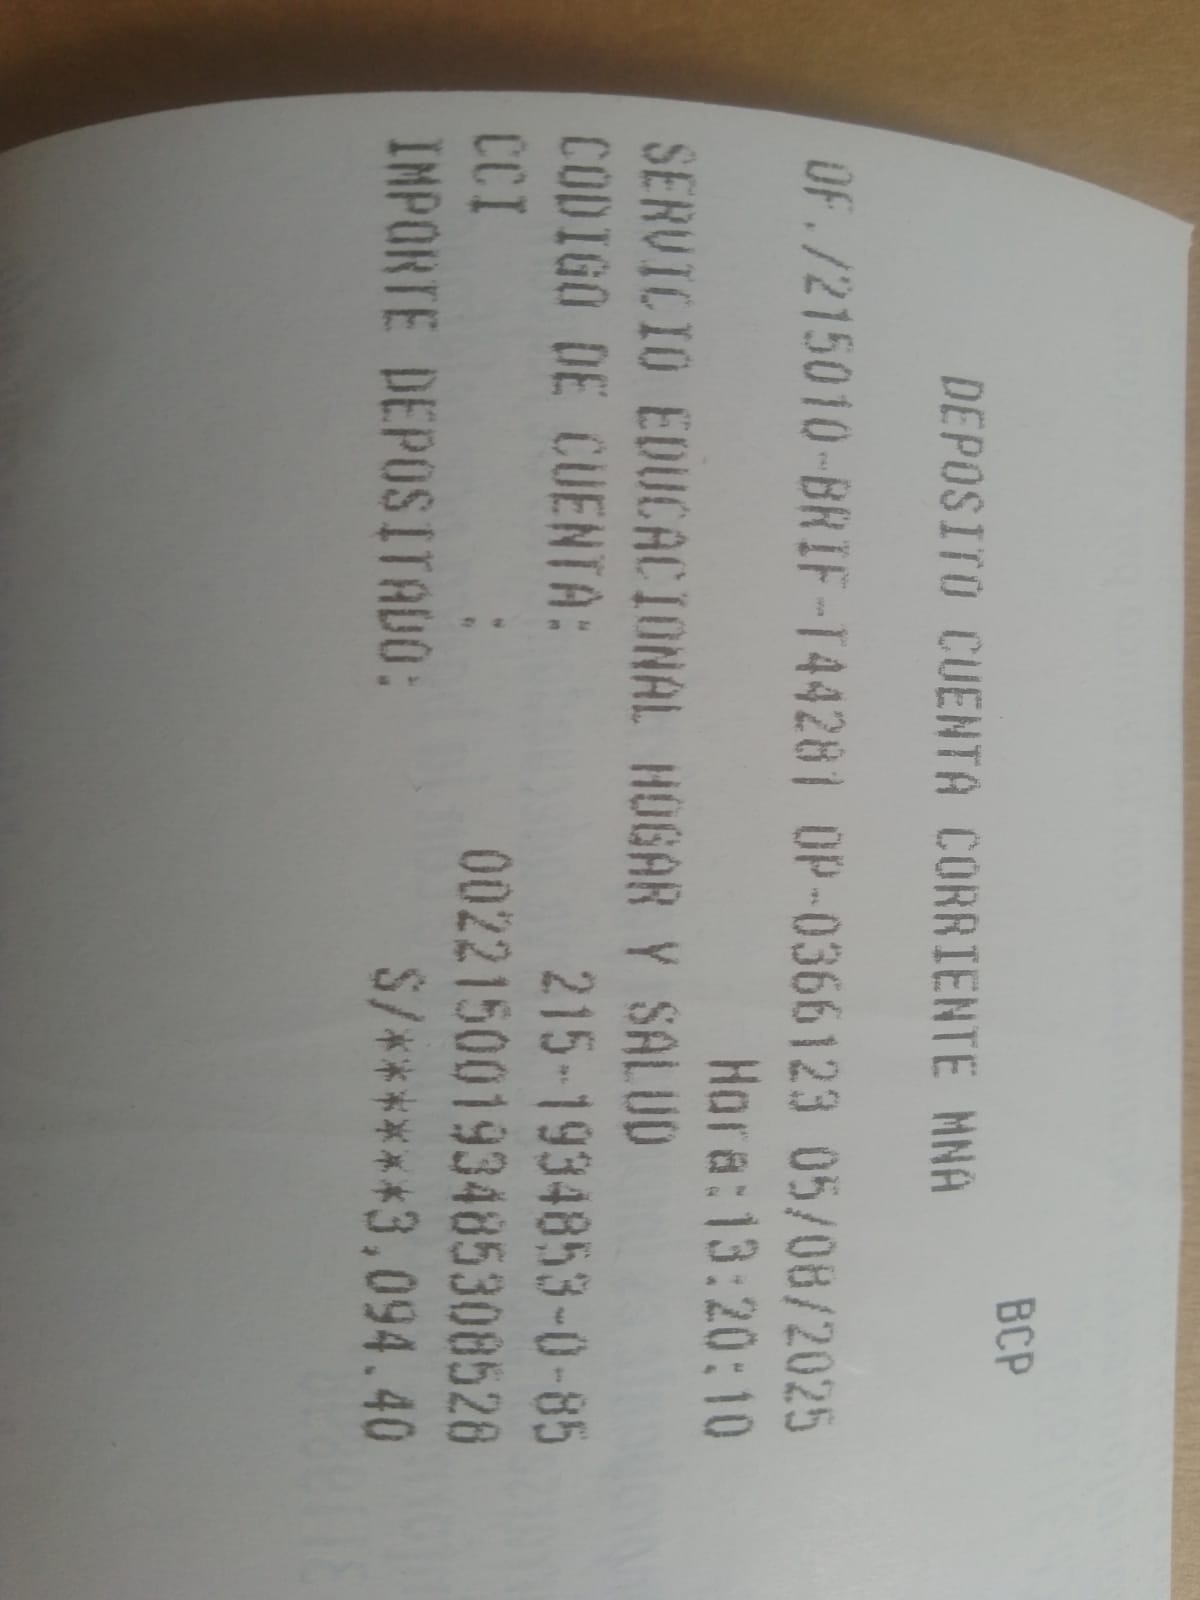 BCP
DEPOSITO CUENTA CORRIENTE MNA
OF./215010-BRIF-T44281 OP-0366123 05/08/2025
Hora:13:20:10
SERVICIO EDUCACIONAL HOGAR Y SALUD
CODIGO DE CUENTA: 215-1934853-0-85
CCI : 00221500193485308528
IMPORTE DEPOSITADO: S/******3,094.40